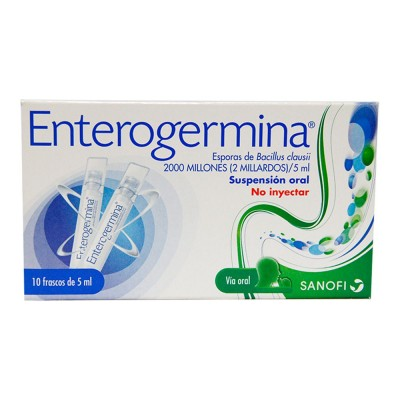 Enterogermina®
Esporas de Bacillus clausii
2000 MILLONES (2 MILLARDOS)/5 ml
Suspensión oral
No inyectar
Enterogermina®
Enterogermina®
10 frascos de 5 ml
Vía oral
SANOFI